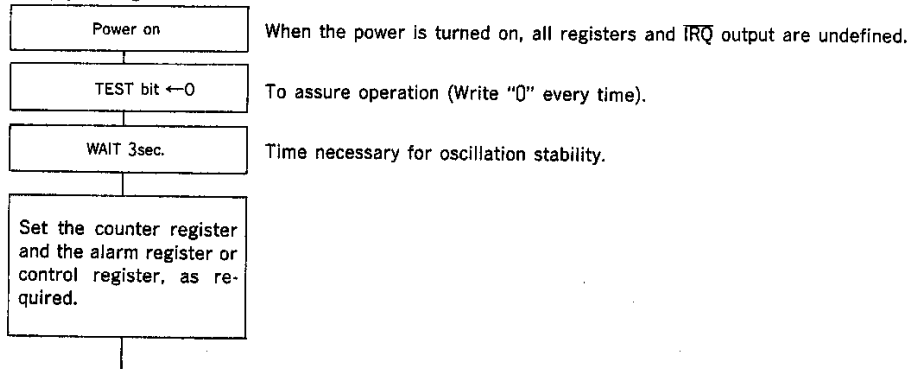 Power on
When the power is turned on, all registers and I̅R̅Q̅ output are undefined.
TEST bit ←0
To assure operation (Write “0” every time).
WAIT 3sec.
Time necessary for oscillation stability.
Set the counter register
and the alarm register or
control register, as re-
quired.